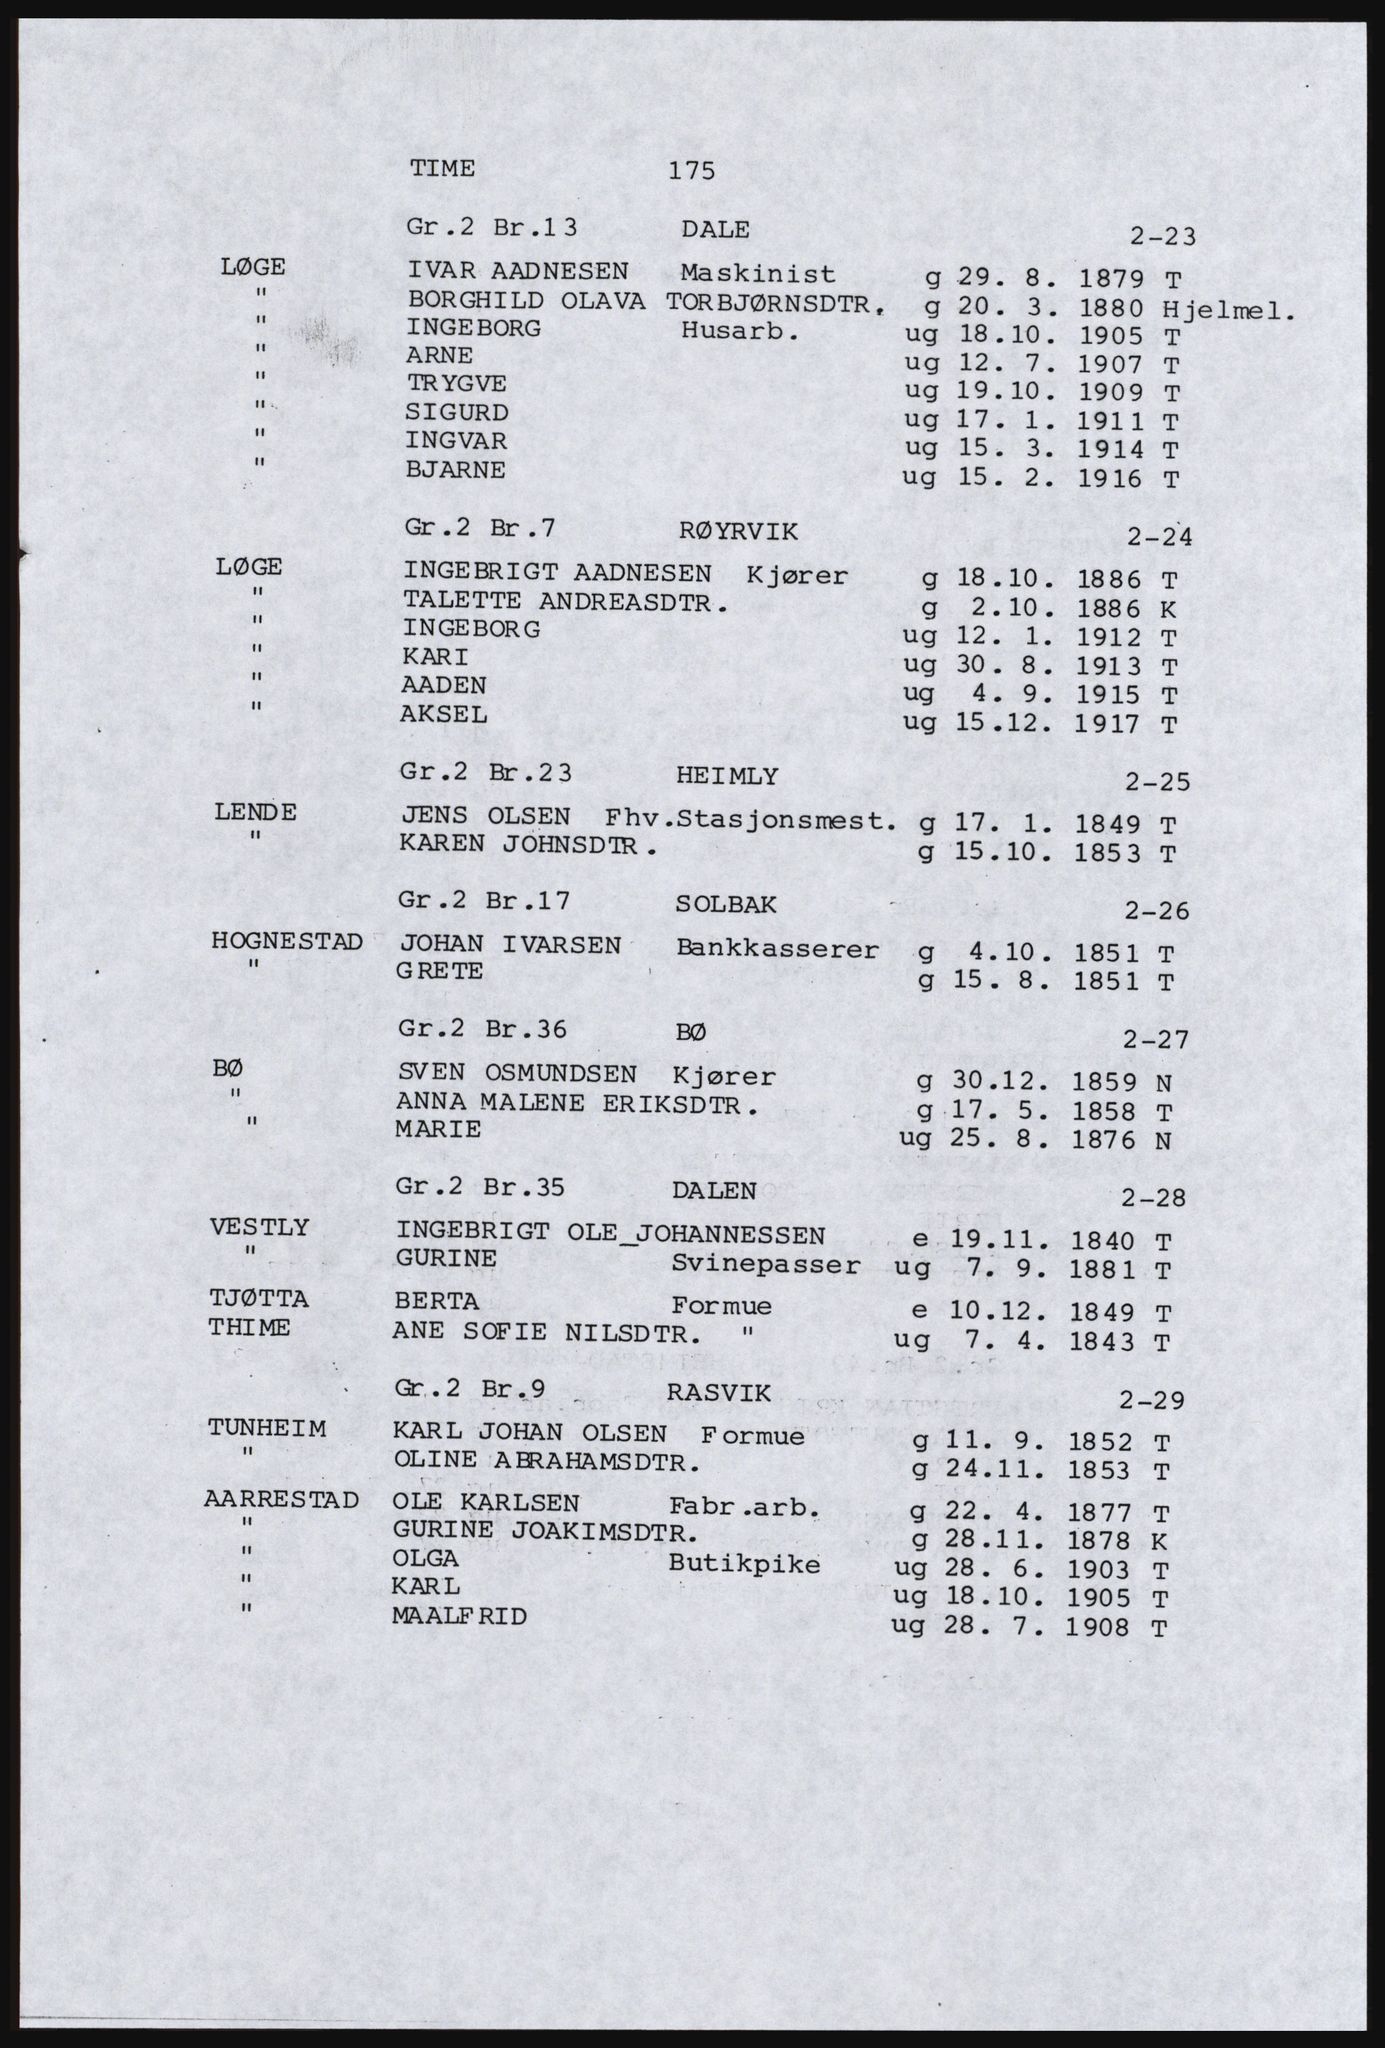 TIME 175
Gr.2 Br.13 DALE 2-23
LØGE IVAR AADNESEN Maskinist g 29. 8. 1879 T
" BORGHILD OLAVA TORBJØRNSDTR. g 20. 3. 1880 Hjelmel.
" INGEBORG Husarb. ug 18.10. 1905 T
" ARNE ug 12. 7. 1907 T
" TRYGVE ug 19.10. 1909 T
" SIGURD ug 17. 1. 1911 T
" INGVAR ug 15. 3. 1914 T
" BJARNE ug 15. 2. 1916 T
Gr.2 Br.7 RØYRVIK 2-24
LØGE INGEBRIGT AADNESEN Kjører g 18.10. 1886 T
" TALETTE ANDREASDTR. g 2.10. 1886 K
" INGEBORG ug 12. 1. 1912 T
" KARI ug 30. 8. 1913 T
" AADEN ug 4. 9. 1915 T
" AKSEL ug 15.12. 1917 T
Gr.2 Br.23 HEIMLY 2-25
LENDE JENS OLSEN Fhv.Stasjonsmest. g 17. 1. 1849 T
" KAREN JOHNSDTR. g 15.10. 1853 T
Gr.2 Br.17 SOLBAK 2-26
HOGNESTAD JOHAN IVARSEN Bankkasserer g 4.10. 1851 T
" GRETE g 15. 8. 1851 T
Gr.2 Br.36 BØ 2-27
BØ SVEN OSMUNDSEN Kjører g 30.12. 1859 N
" ANNA MALENE ERIKSDTR. g 17. 5. 1858 T
" MARIE ug 25. 8. 1876 N
Gr.2 Br.35 DALEN 2-28
VESTLY INGEBRIGT OLE_JOHANNESSEN e 19.11. 1840 T
" GURINE Svinepasser ug 7. 9. 1881 T
TJØTTA BERTA Formue e 10.12. 1849 T
THIME ANE SOFIE NILSDTR. " ug 7. 4. 1843 T
Gr.2 Br.9 RASVIK 2-29
TUNHEIM KARL JOHAN OLSEN Formue g 11. 9. 1852 T
" OLINE ABRAHAMSDTR. g 24.11. 1853 T
AARRESTAD OLE KARLSEN Fabr.arb. g 22. 4. 1877 T
" GURINE JOAKIMSDTR. g 28.11. 1878 K
" OLGA Butikpike ug 28. 6. 1903 T
" KARL ug 18.10. 1905 T
" MAALFRID ug 28. 7. 1908 T